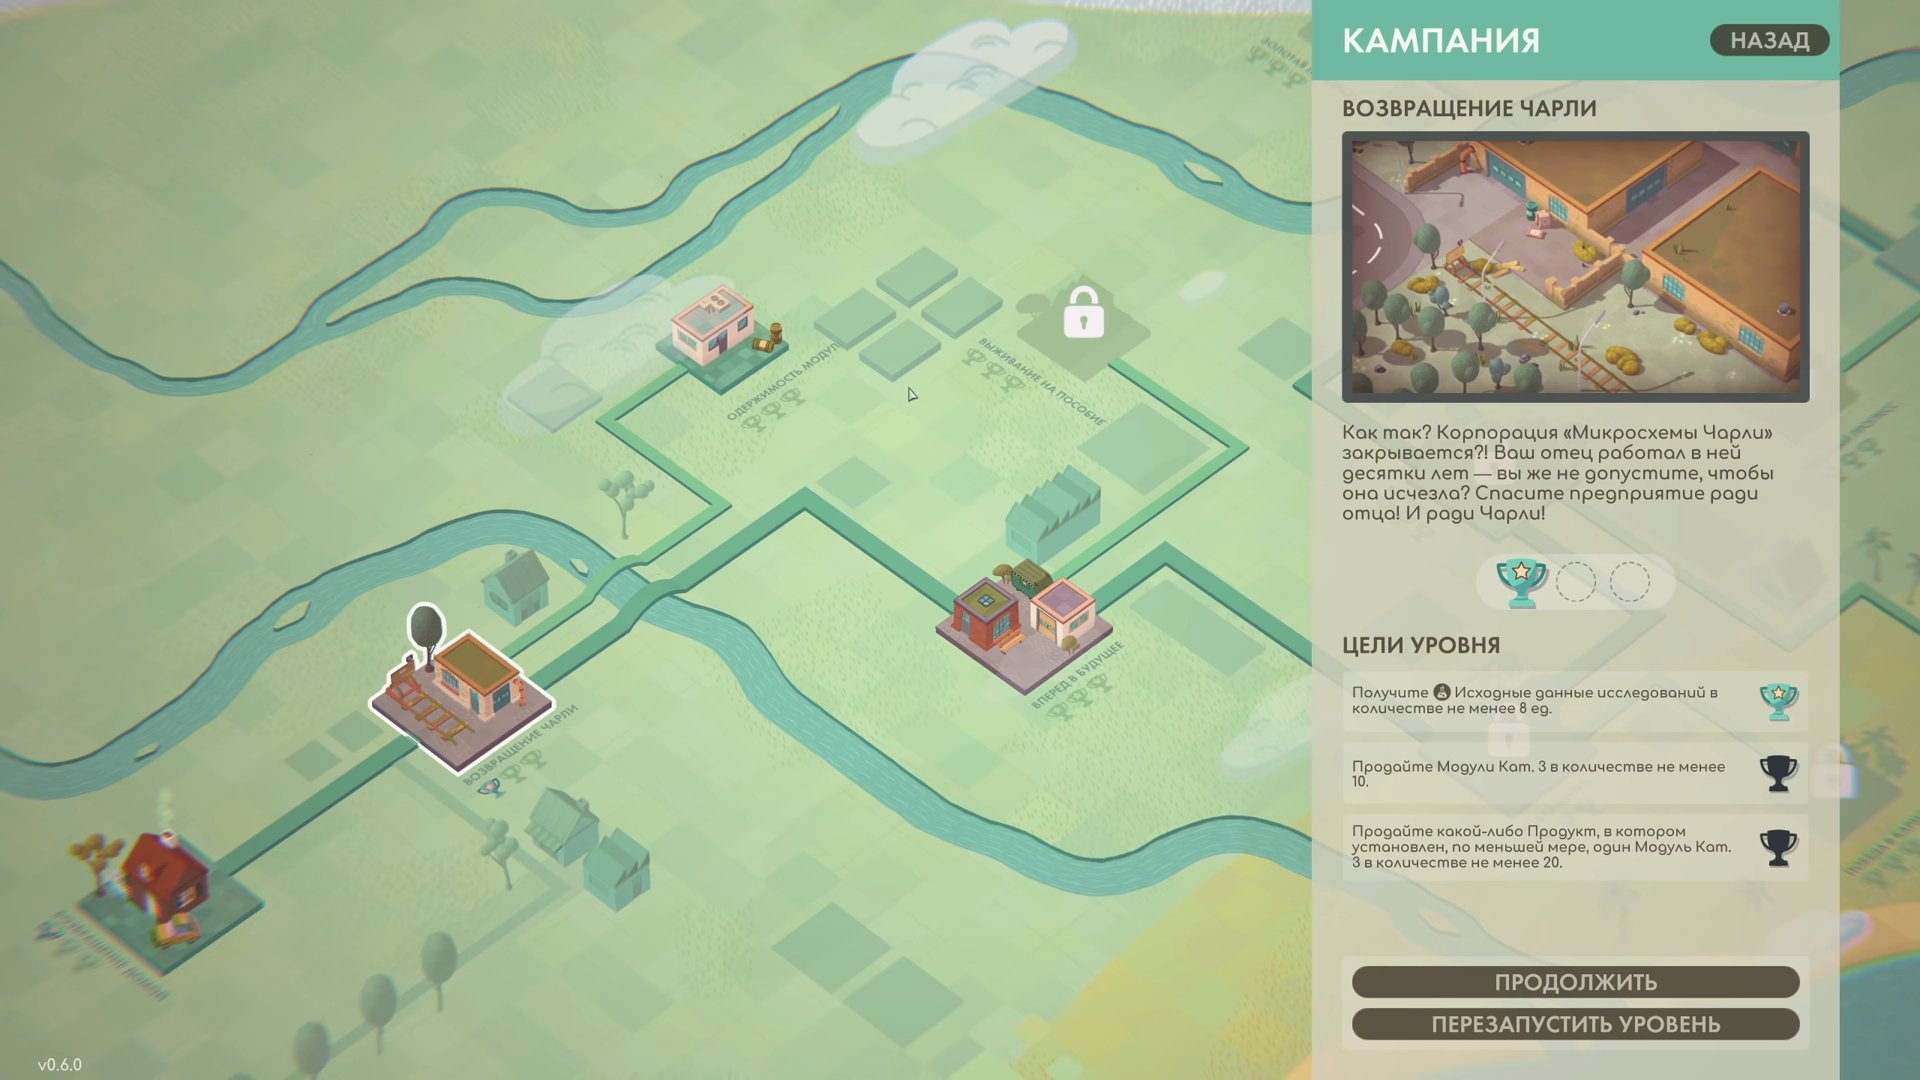 КАМПАНИЯ
НАЗАД
ВОЗВРАЩЕНИЕ ЧАРЛИ
Как так? Корпорация «Микросхемы Чарли»
закрывается?! Ваш отец работал в ней
десятки лет — вы же не допустите, чтобы
она исчезла? Спасите предприятие ради
отца! И ради Чарли!
ЦЕЛИ УРОВНЯ
Получите Исходные данные исследований в
количестве не менее 8 ед.
Продайте Модули Кат. 3 в количестве не менее
10.
Продайте какой-либо Продукт, в котором
установлен, по меньшей мере, один Модуль Кат.
3 в количестве не менее 20.
ПРОДОЛЖИТЬ
ПЕРЕЗАПУСТИТЬ УРОВЕНЬ
ОДЕРЖИМОСТЬ
ВЫЖИВАНИЕ НА ПОСОБИЕ
ВПЕРЕД В БУДУЩЕЕ
ВОЗВРАЩЕНИЕ ЧАРЛИ
v0.6.0